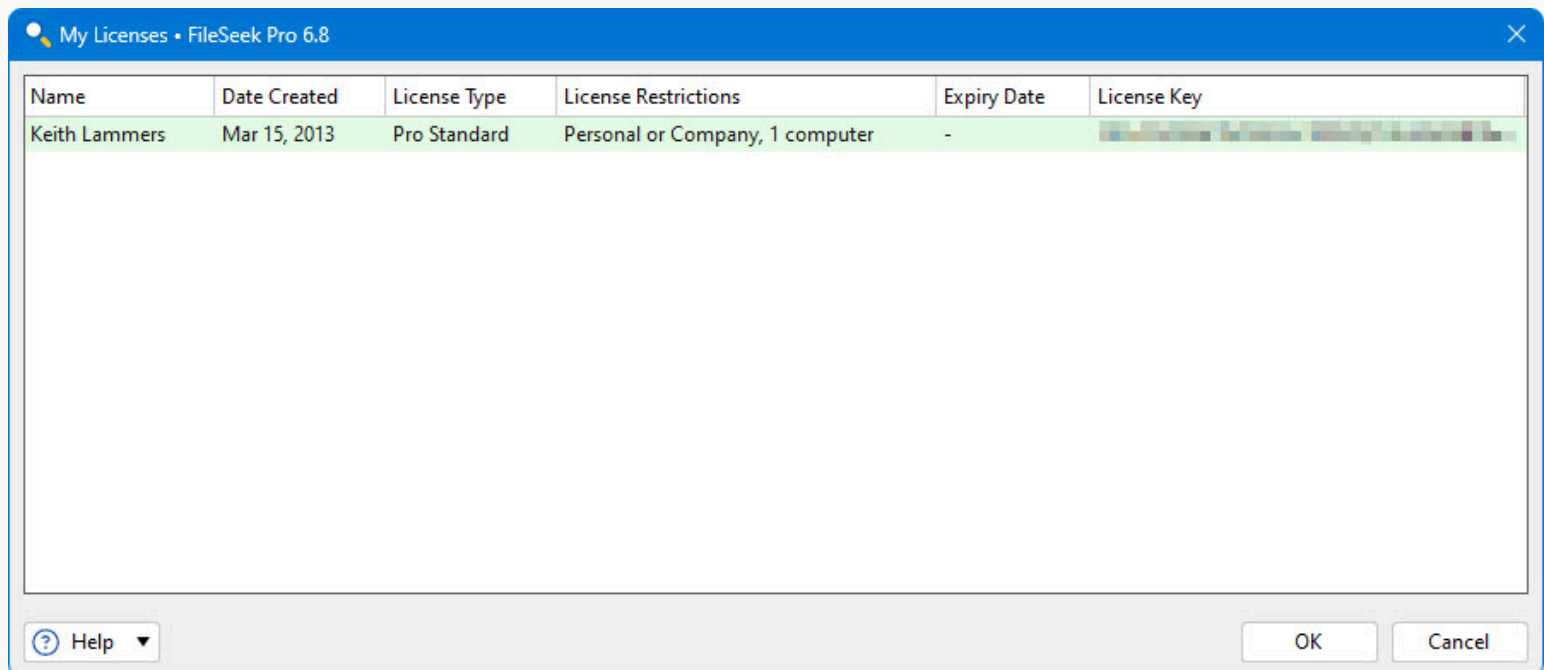 My Licenses • FileSeek Pro 6.8
Name Date Created License Type License Restrictions Expiry Date License Key
Keith Lammers Mar 15, 2013 Pro Standard Personal or Company, 1 computer -
Help OK Cancel